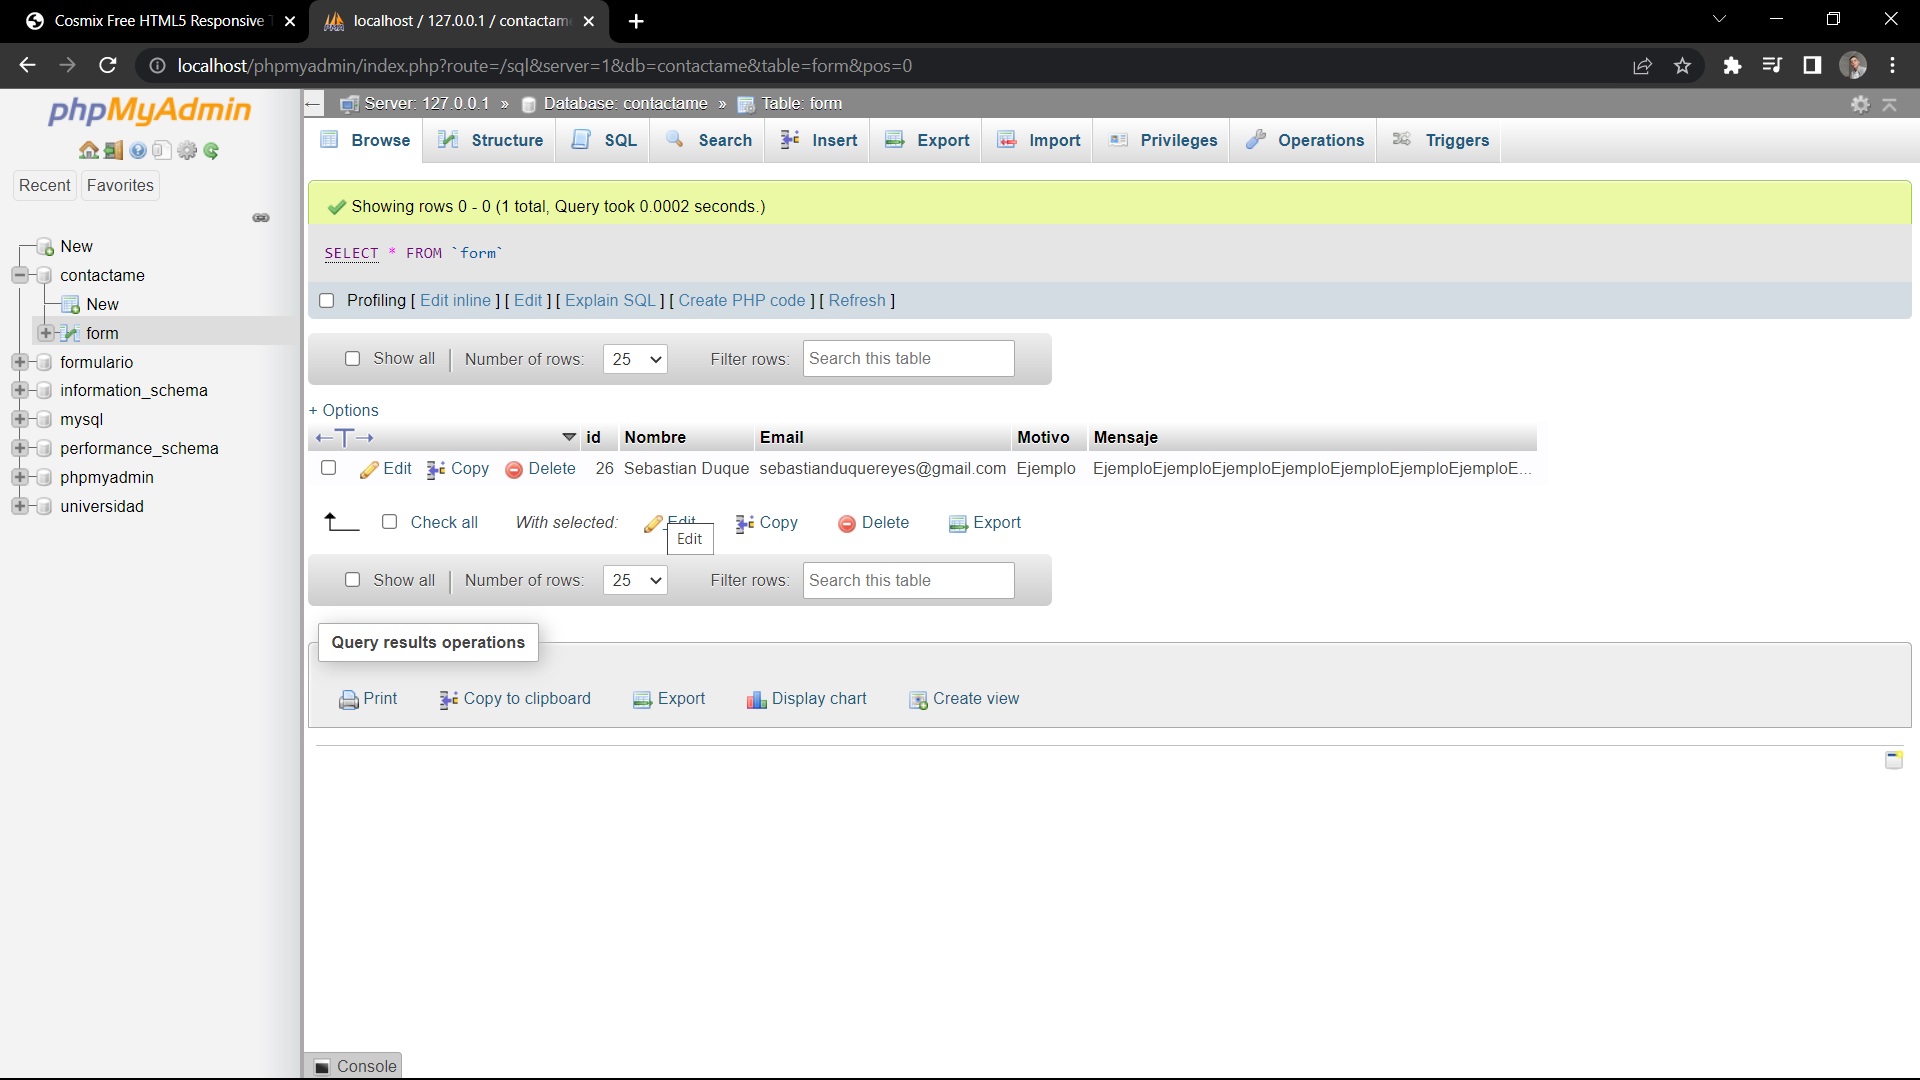 Cosmix Free HTML5 Responsive T
localhost / 127.0.0.1 / contactame
localhost/phpmyadmin/index.php?route=/sql&server=1&db=contactame&table=form&pos=0
phpMyAdmin
Recent Favorites
New
contactame
New
form
formulario
information_schema
mysql
performance_schema
phpmyadmin
universidad
Server: 127.0.0.1 » Database: contactame » Table: form
Browse Structure SQL Search Insert Export Import Privileges Operations Triggers
Showing rows 0 - 0 (1 total, Query took 0.0002 seconds.)
SELECT * FROM `form`
Profiling [ Edit inline ] [ Edit ] [ Explain SQL ] [ Create PHP code ] [ Refresh ]
Show all Number of rows: 25 Filter rows: Search this table
+ Options
←T→ id Nombre Email Motivo Mensaje
Edit Copy Delete 26 Sebastian Duque sebastianduquereyes@gmail.com Ejemplo EjemploEjemploEjemploEjemploEjemploEjemploEjemploE...
Check all With selected: Edit Copy Delete Export
Edit
Show all Number of rows: 25 Filter rows: Search this table
Query results operations
Print Copy to clipboard Export Display chart Create view
Console